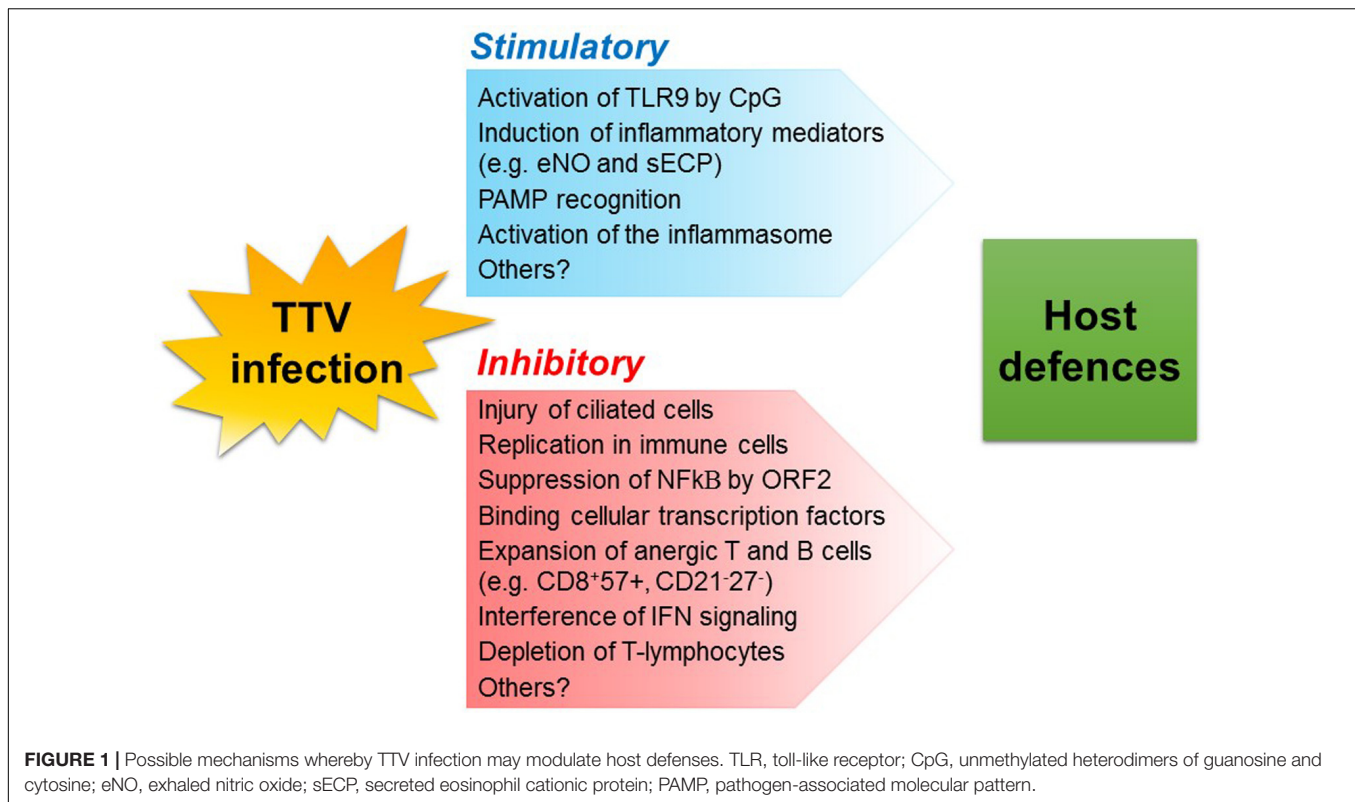 Stimulatory
Activation of TLR9 by CpG
Induction of inflammatory mediators
(e.g. eNO and sECP)
PAMP recognition
Activation of the inflammasome
Others?
TTV
infection
Inhibitory
Injury of ciliated cells
Replication in immune cells
Suppression of NFkB by ORF2
Binding cellular transcription factors
Expansion of anergic T and B cells
(e.g. CD8⁺57+, CD21⁻27⁻)
Interference of IFN signaling
Depletion of T-lymphocytes
Others?
Host
defences
FIGURE 1 | Possible mechanisms whereby TTV infection may modulate host defenses. TLR, toll-like receptor; CpG, unmethylated heterodimers of guanosine and
cytosine; eNO, exhaled nitric oxide; sECP, secreted eosinophil cationic protein; PAMP, pathogen-associated molecular pattern.